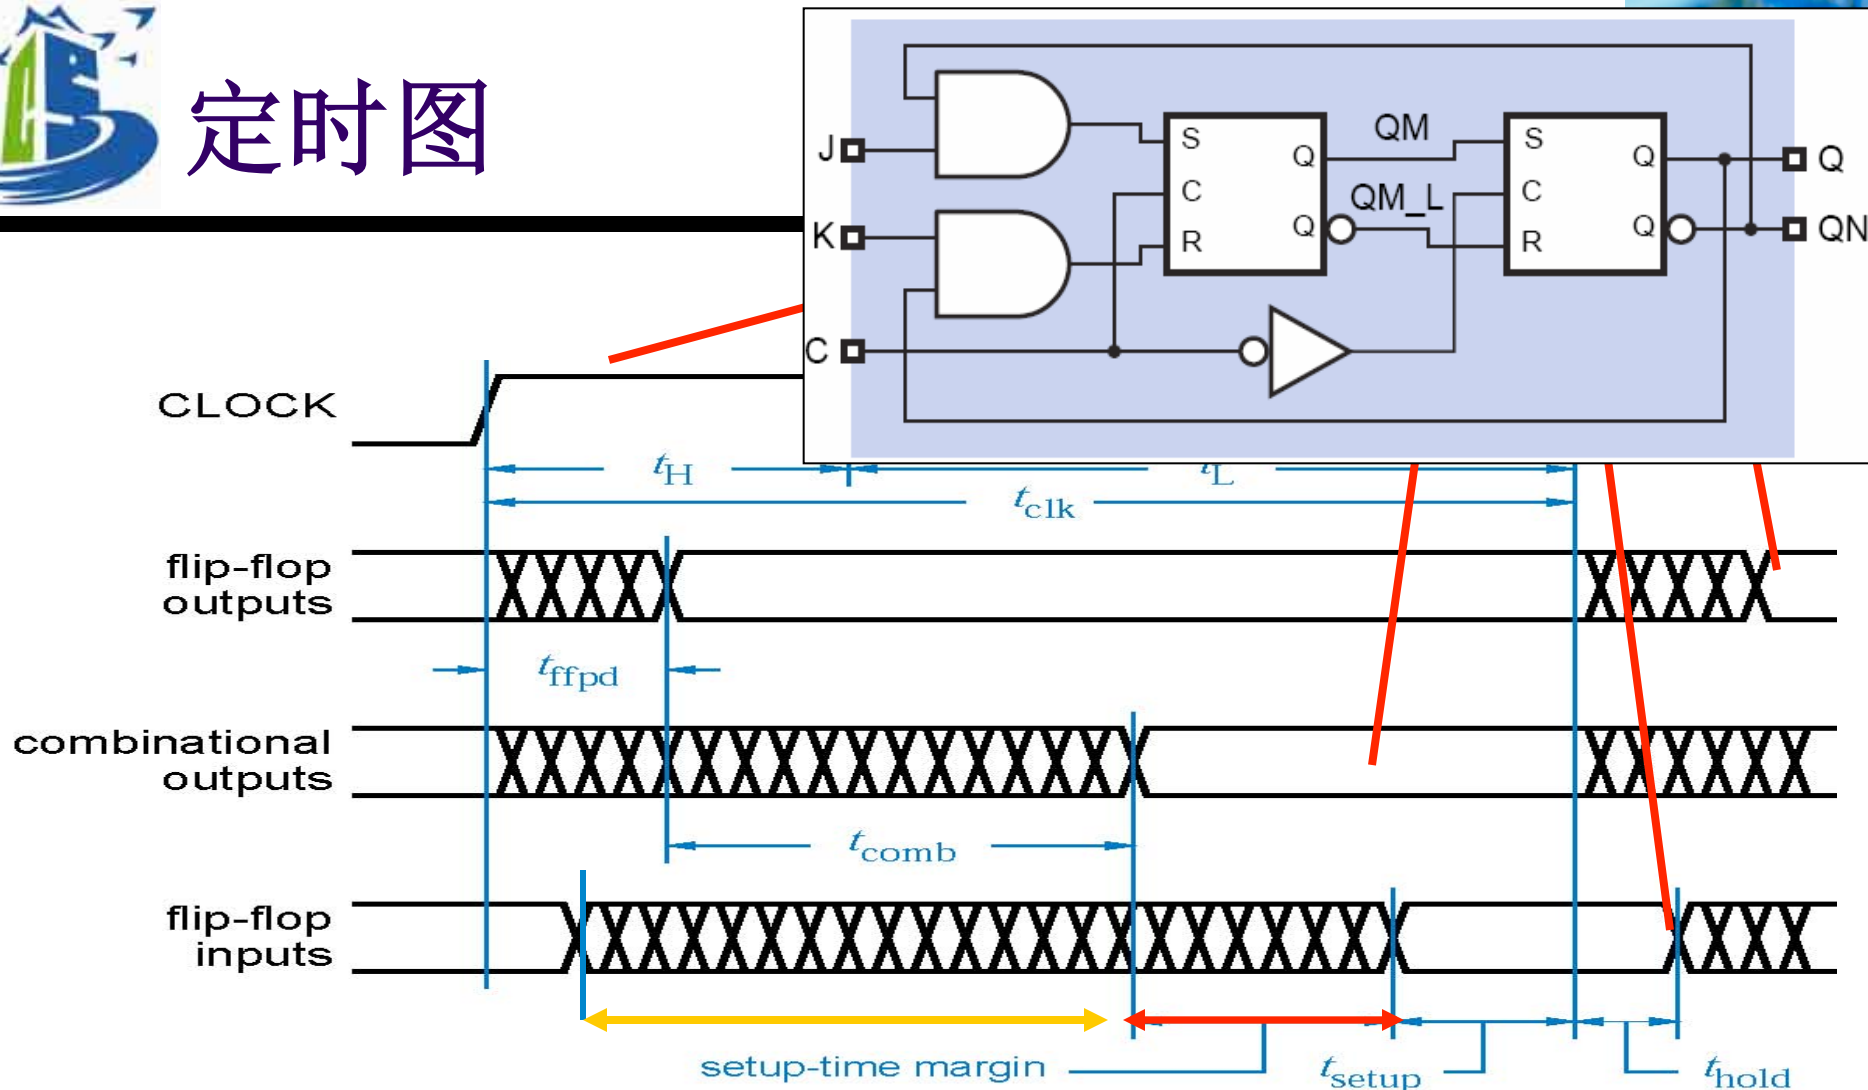 定时图
J
K
C
S
C
R
Q
Q
QM
QM_L
S
C
R
Q
Q
Q
QN
CLOCK
tH
tL
tclk
flip-flop
outputs
tffpd
combinational
outputs
tcomb
flip-flop
inputs
setup-time margin
tsetup
thold